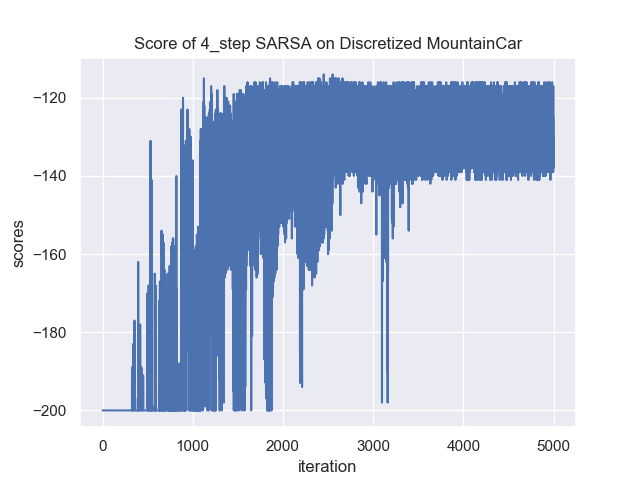 Score of 4_step SARSA on Discretized MountainCar
−120
−140
−160
−180
−200
scores
0 1000 2000 3000 4000 5000
iteration